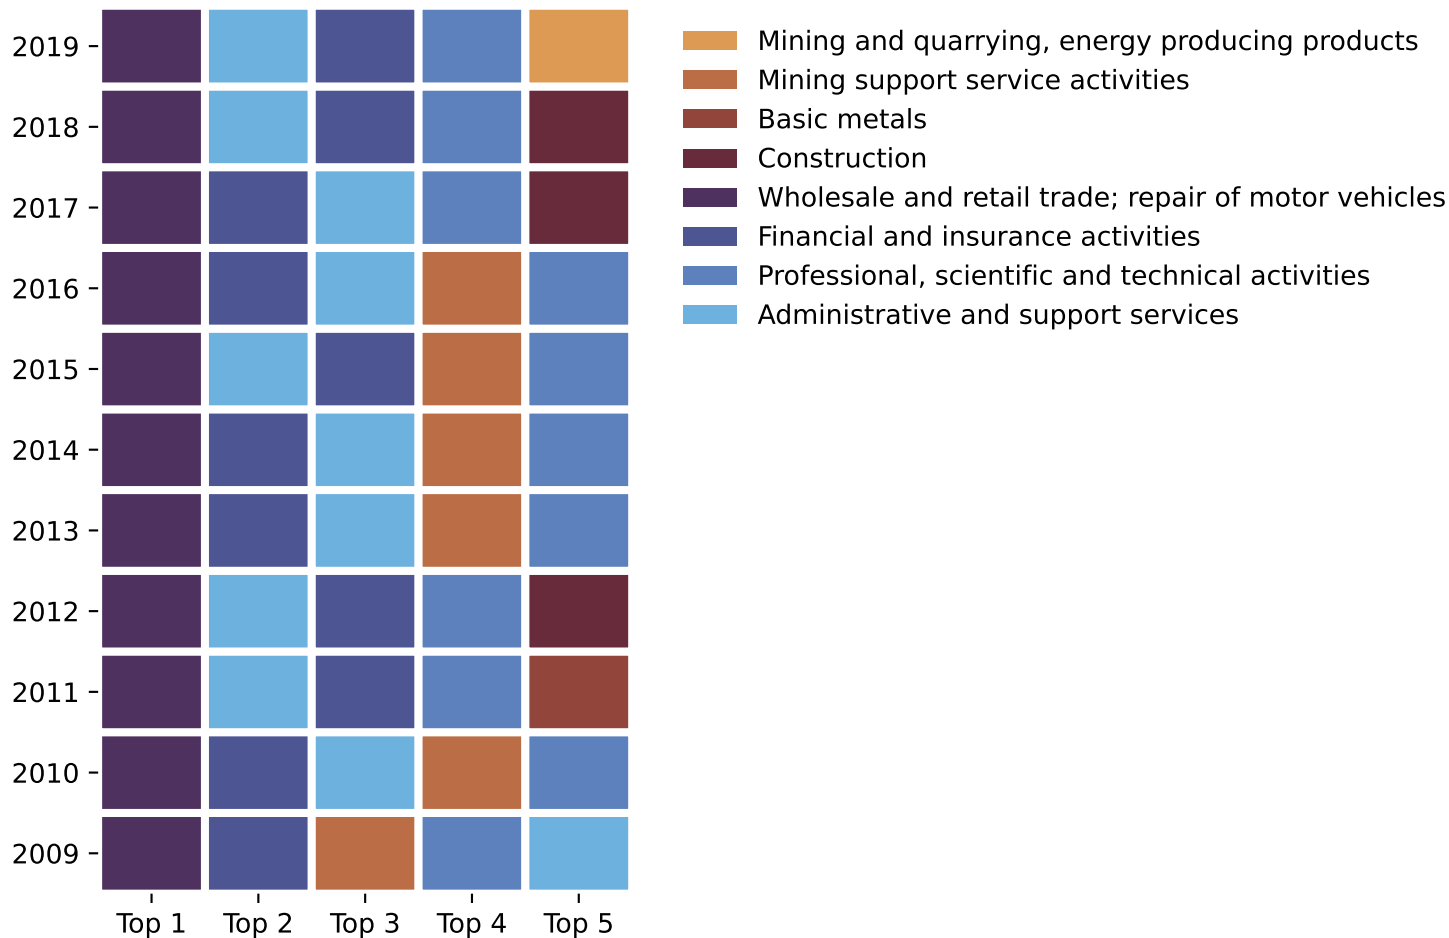 2019
2018
2017
2016
2015
2014
2013
2012
2011
2010
2009
Top 1 Top 2 Top 3 Top 4 Top 5
Mining and quarrying, energy producing products
Mining support service activities
Basic metals
Construction
Wholesale and retail trade; repair of motor vehicles
Financial and insurance activities
Professional, scientific and technical activities
Administrative and support services